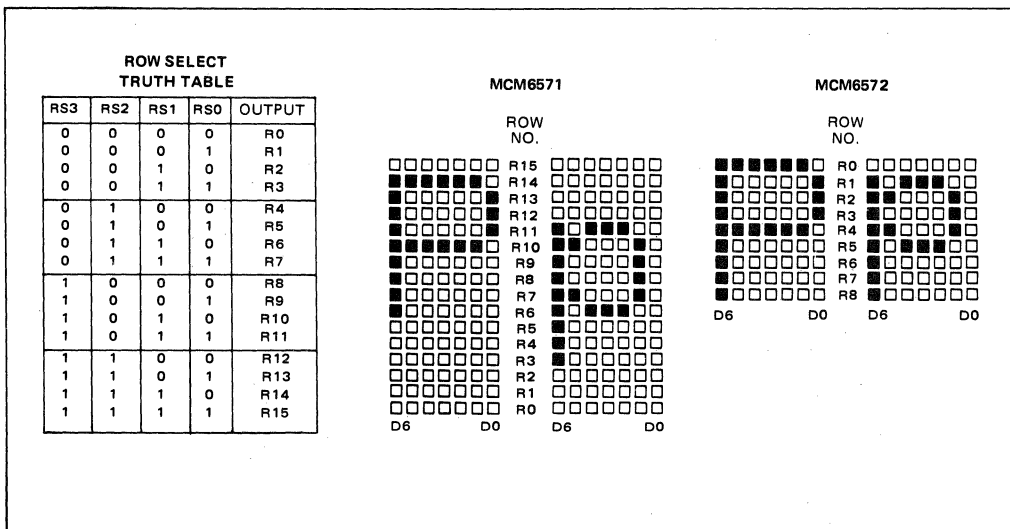 ROW SELECT
TRUTH TABLE
RS3 RS2 RS1 RS0 OUTPUT
0 0 0 0 R0
0 0 0 1 R1
0 0 1 0 R2
0 0 1 1 R3
0 1 0 0 R4
0 1 0 1 R5
0 1 1 0 R6
0 1 1 1 R7
1 0 0 0 R8
1 0 0 1 R9
1 0 1 0 R10
1 0 1 1 R11
1 1 0 0 R12
1 1 0 1 R13
1 1 1 0 R14
1 1 1 1 R15
MCM6571
ROW
NO.
R15
R14
R13
R12
R11
R10
R9
R8
R7
R6
R5
R4
R3
R2
R1
R0
D6 D0 D6 D0
MCM6572
ROW
NO.
R0
R1
R2
R3
R4
R5
R6
R7
R8
D6 D0 D6 D0